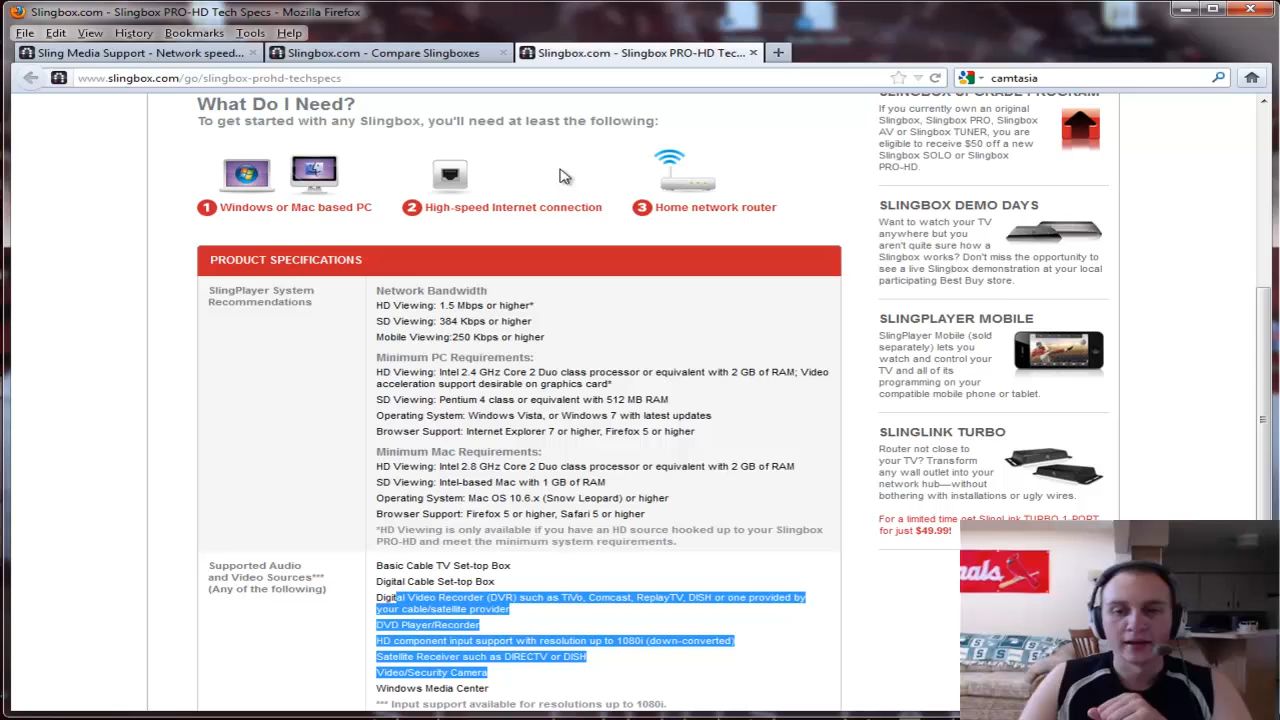 Slingbox.com - Slingbox PRO-HD Tech Specs - Mozilla Firefox
File Edit View History Bookmarks Tools Help
Sling Media Support - Network speed... × Slingbox.com - Compare Slingboxes × Slingbox.com - Slingbox PRO-HD Tec... × +
www.slingbox.com/go/slingbox-prohd-techspecs camtasia
What Do I Need?
To get started with any Slingbox, you'll need at least the following:
1 Windows or Mac based PC 2 High-speed Internet connection 3 Home network router
PRODUCT SPECIFICATIONS
SlingPlayer System
Recommendations
Network Bandwidth
HD Viewing: 1.5 Mbps or higher*
SD Viewing: 384 Kbps or higher
Mobile Viewing:250 Kbps or higher
Minimum PC Requirements:
HD Viewing: Intel 2.4 GHz Core 2 Duo class processor or equivalent with 2 GB of RAM; Video
acceleration support desirable on graphics card*
SD Viewing: Pentium 4 class or equivalent with 512 MB RAM
Operating System: Windows Vista, or Windows 7 with latest updates
Browser Support: Internet Explorer 7 or higher, Firefox 5 or higher
Minimum Mac Requirements:
HD Viewing: Intel 2.8 GHz Core 2 Duo class processor or equivalent with 2 GB of RAM
SD Viewing: Intel-based Mac with 1 GB of RAM
Operating System: Mac OS 10.6.x (Snow Leopard) or higher
Browser Support: Firefox 5 or higher, Safari 5 or higher
*HD Viewing is only available if you have an HD source hooked up to your Slingbox
PRO-HD and meet the minimum system requirements.
Supported Audio
and Video Sources***
(Any of the following)
Basic Cable TV Set-top Box
Digital Cable Set-top Box
Digital Video Recorder (DVR) such as TiVo, Comcast, ReplayTV, DISH or one provided by
your cable/satellite provider
DVD Player/Recorder
HD component input support with resolution up to 1080i (down-converted)
Satellite Receiver such as DIRECTV or DISH
Video/Security Camera
Windows Media Center
*** Input support available for resolutions up to 1080i.
SLINGBOX UPGRADE PROGRAM
If you currently own an original
Slingbox, Slingbox PRO, Slingbox
AV or Slingbox TUNER, you are
eligible to receive $50 off a new
Slingbox SOLO or Slingbox
PRO-HD.
SLINGBOX DEMO DAYS
Want to watch your TV
anywhere but you
aren't quite sure how a
Slingbox works? Don't miss the opportunity to
see a live Slingbox demonstration at your local
participating Best Buy store.
SLINGPLAYER MOBILE
SlingPlayer Mobile (sold
separately) lets you
watch and control your
TV and all of its
programming on your
compatible mobile phone or tablet.
SLINGLINK TURBO
Router not close to
your TV? Transform
any wall outlet into your
network hub—without
bothering with installations or ugly wires.
For a limited time get SlingLink TURBO 1-PORT
for just $49.99!